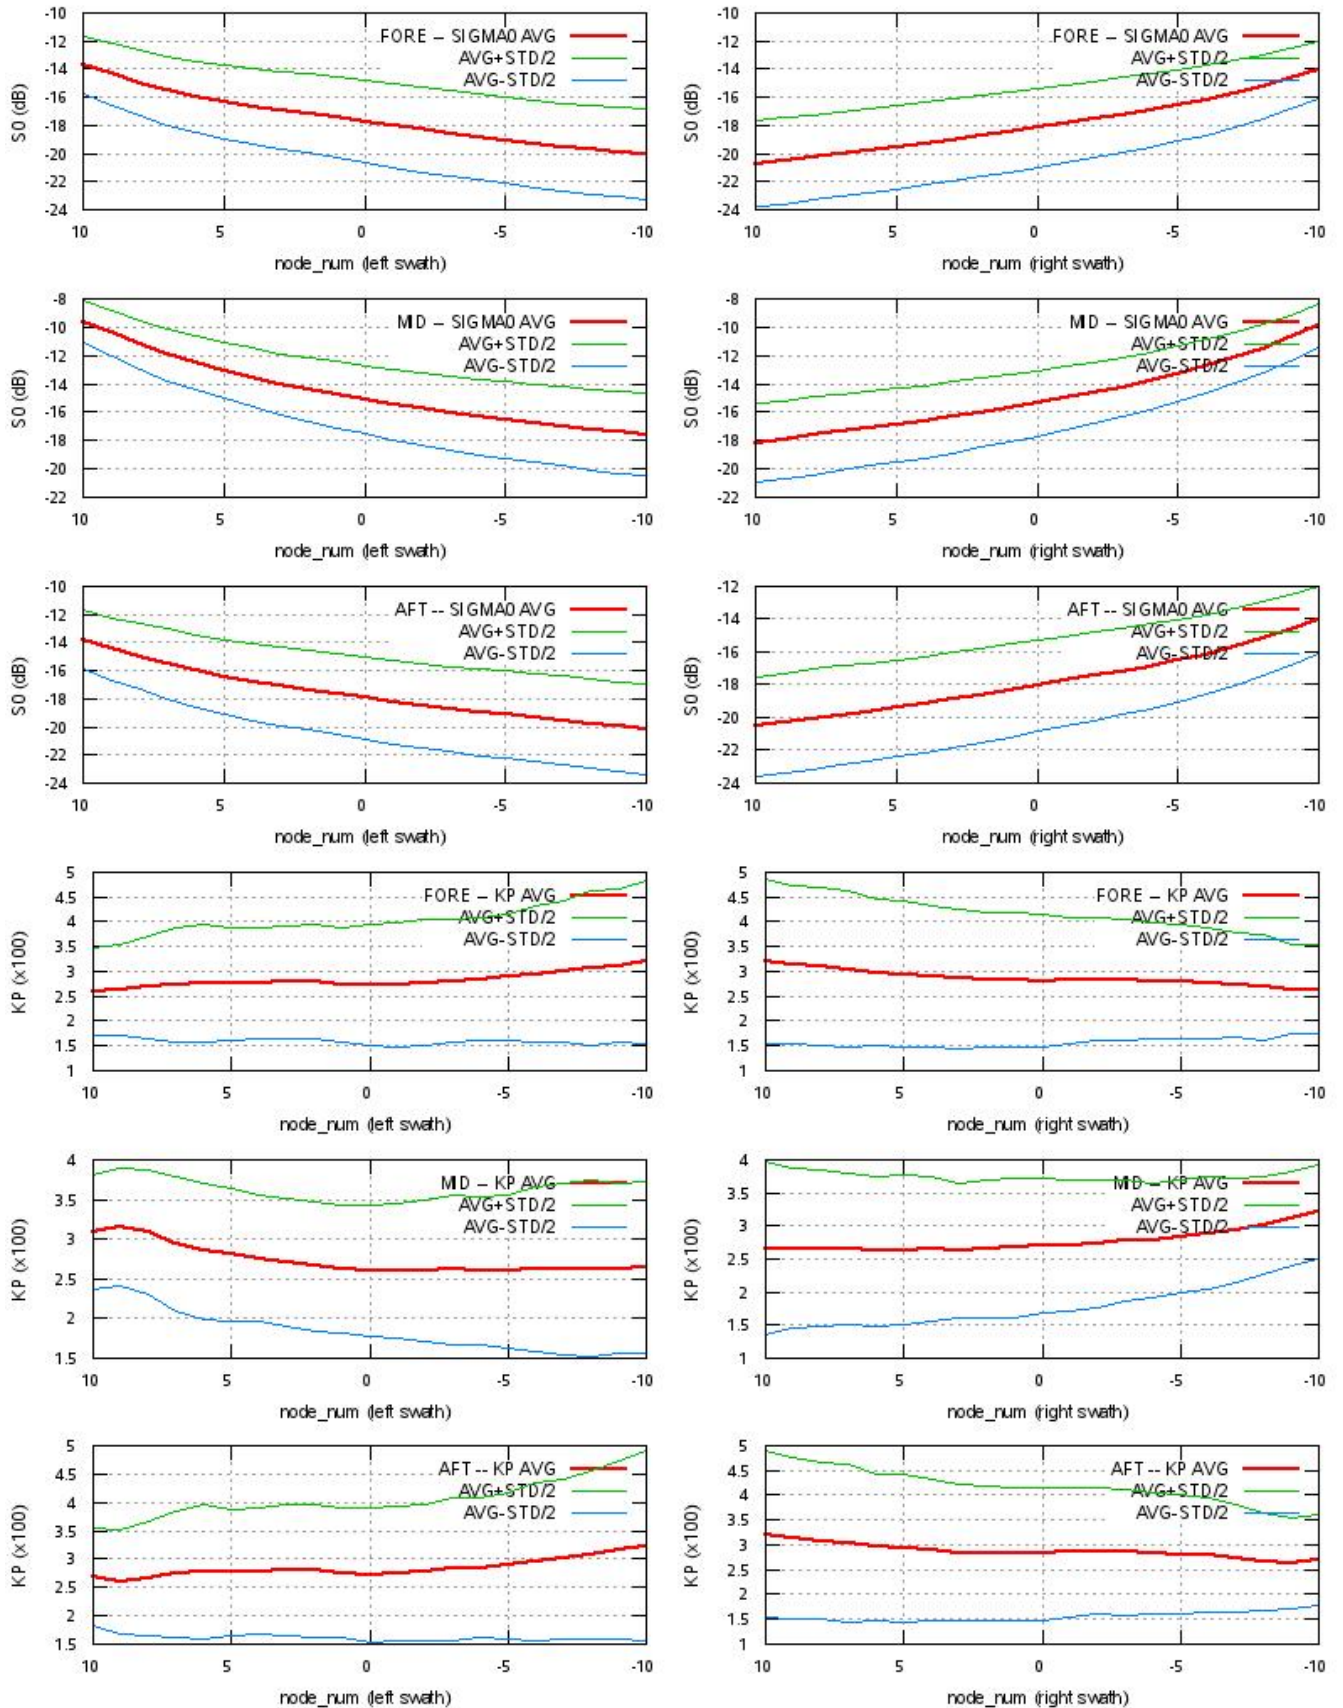 -10
-12
-14
-16
-18
-20
-22
-24
S0 (dB)
FORE -- SIGMA0 AVG
AVG+STD/2
AVG-STD/2
10 5 0 -5 -10
node_num (left swath)
-10
-12
-14
-16
-18
-20
-22
-24
S0 (dB)
FORE -- SIGMA0 AVG
AVG+STD/2
AVG-STD/2
10 5 0 -5 -10
node_num (right swath)
-8
-10
-12
-14
-16
-18
-20
-22
S0 (dB)
MID -- SIGMA0 AVG
AVG+STD/2
AVG-STD/2
10 5 0 -5 -10
node_num (left swath)
-8
-10
-12
-14
-16
-18
-20
-22
S0 (dB)
MID -- SIGMA0 AVG
AVG+STD/2
AVG-STD/2
10 5 0 -5 -10
node_num (right swath)
-10
-12
-14
-16
-18
-20
-22
-24
S0 (dB)
AFT -- SIGMA0 AVG
AVG+STD/2
AVG-STD/2
10 5 0 -5 -10
node_num (left swath)
-12
-14
-16
-18
-20
-22
-24
S0 (dB)
AFT -- SIGMA0 AVG
AVG+STD/2
AVG-STD/2
10 5 0 -5 -10
node_num (right swath)
5
4.5
4
3.5
3
2.5
2
1.5
1
KP (x100)
FORE -- KP AVG
AVG+STD/2
AVG-STD/2
10 5 0 -5 -10
node_num (left swath)
5
4.5
4
3.5
3
2.5
2
1.5
1
KP (x100)
FORE -- KP AVG
AVG+STD/2
AVG-STD/2
10 5 0 -5 -10
node_num (right swath)
4
3.5
3
2.5
2
1.5
KP (x100)
MID -- KP AVG
AVG+STD/2
AVG-STD/2
10 5 0 -5 -10
node_num (left swath)
4
3.5
3
2.5
2
1.5
1
KP (x100)
MID -- KP AVG
AVG+STD/2
AVG-STD/2
10 5 0 -5 -10
node_num (right swath)
5
4.5
4
3.5
3
2.5
2
1.5
KP (x100)
AFT -- KP AVG
AVG+STD/2
AVG-STD/2
10 5 0 -5 -10
node_num (left swath)
5
4.5
4
3.5
3
2.5
2
1.5
1
KP (x100)
AFT -- KP AVG
AVG+STD/2
AVG-STD/2
10 5 0 -5 -10
node_num (right swath)